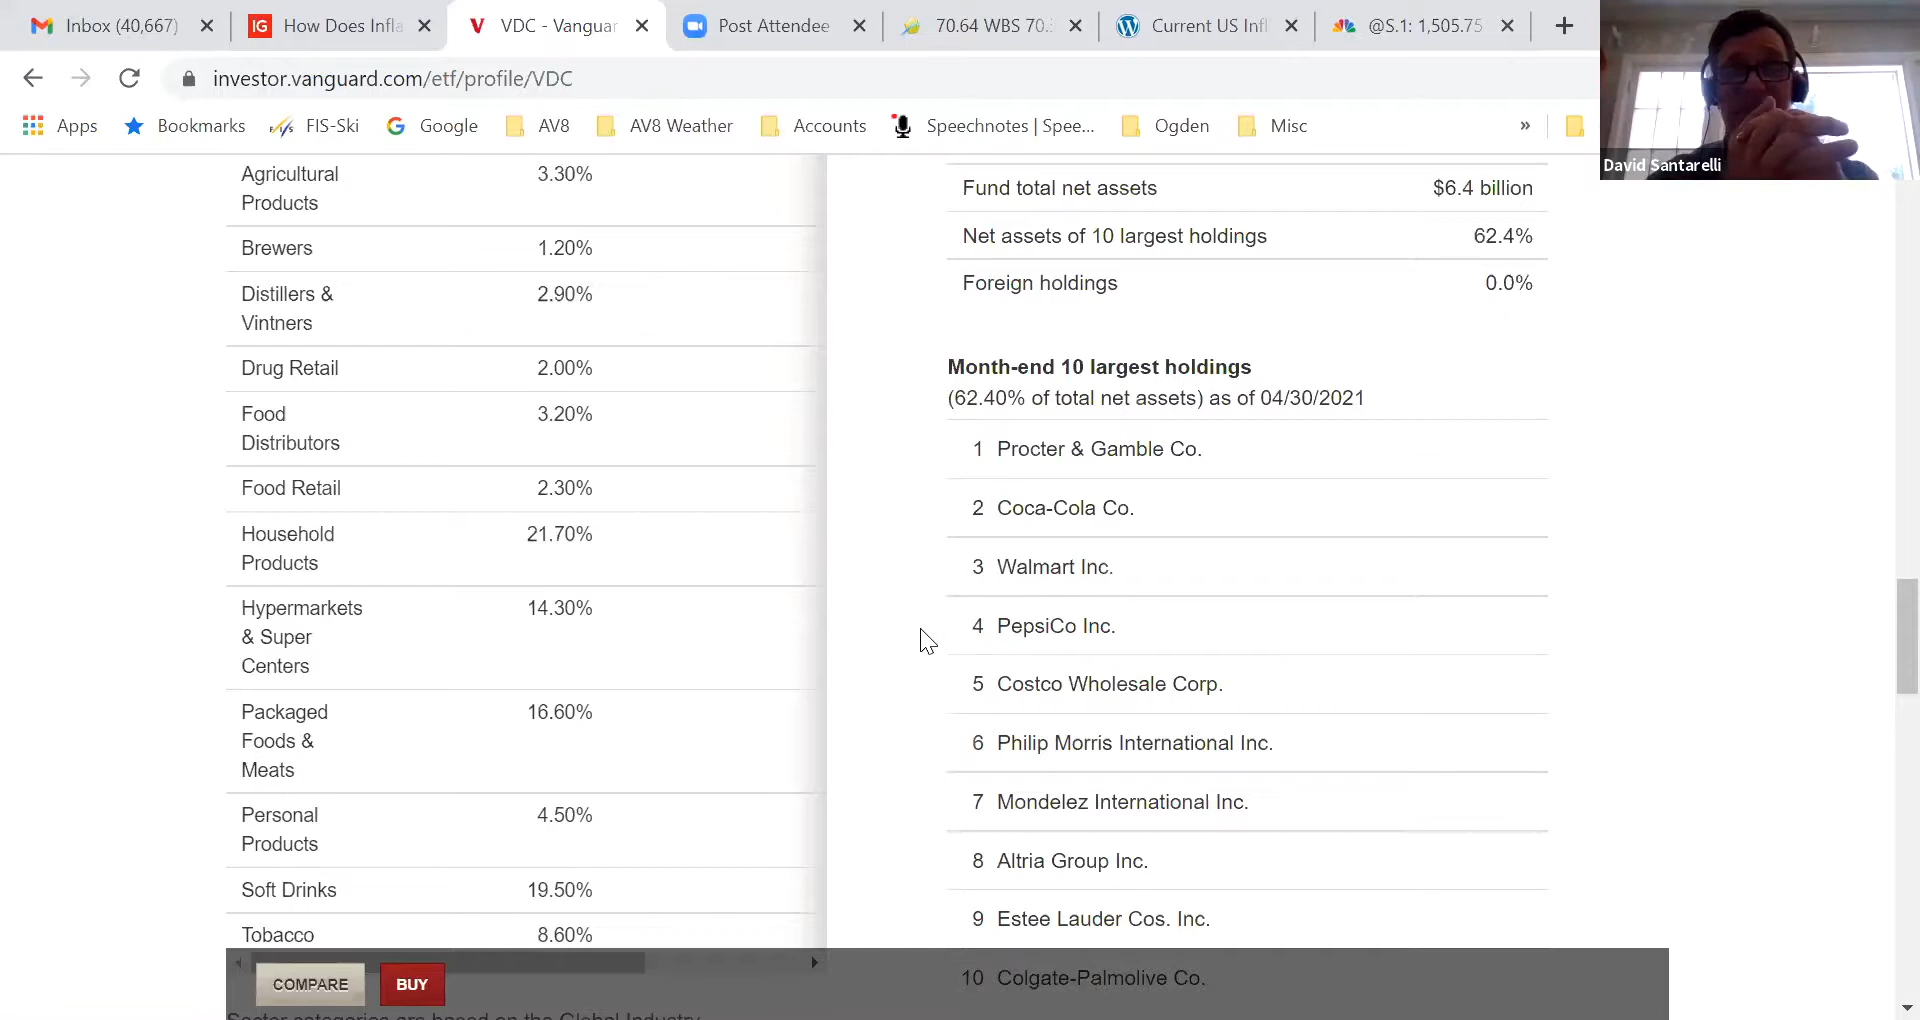 Inbox (40,667)
How Does Infla
VDC - Vanguar
Post Attendee
70.64 WBS 70.
Current US Infl
@S.1: 1,505.75
investor.vanguard.com/etf/profile/VDC
Apps
Bookmarks
FIS-Ski
Google
AV8
AV8 Weather
Accounts
Speechnotes | Spee...
Ogden
Misc
»
David Santarelli
Agricultural
Products 3.30%
Brewers 1.20%
Distillers &
Vintners 2.90%
Drug Retail 2.00%
Food
Distributors 3.20%
Food Retail 2.30%
Household
Products 21.70%
Hypermarkets
& Super
Centers 14.30%
Packaged
Foods &
Meats 16.60%
Personal
Products 4.50%
Soft Drinks 19.50%
Tobacco 8.60%
COMPARE
BUY
Sector categories are based on the Global Industry
Fund total net assets $6.4 billion
Net assets of 10 largest holdings 62.4%
Foreign holdings 0.0%
Month-end 10 largest holdings
(62.40% of total net assets) as of 04/30/2021
1 Procter & Gamble Co.
2 Coca-Cola Co.
3 Walmart Inc.
4 PepsiCo Inc.
5 Costco Wholesale Corp.
6 Philip Morris International Inc.
7 Mondelez International Inc.
8 Altria Group Inc.
9 Estee Lauder Cos. Inc.
10 Colgate-Palmolive Co.